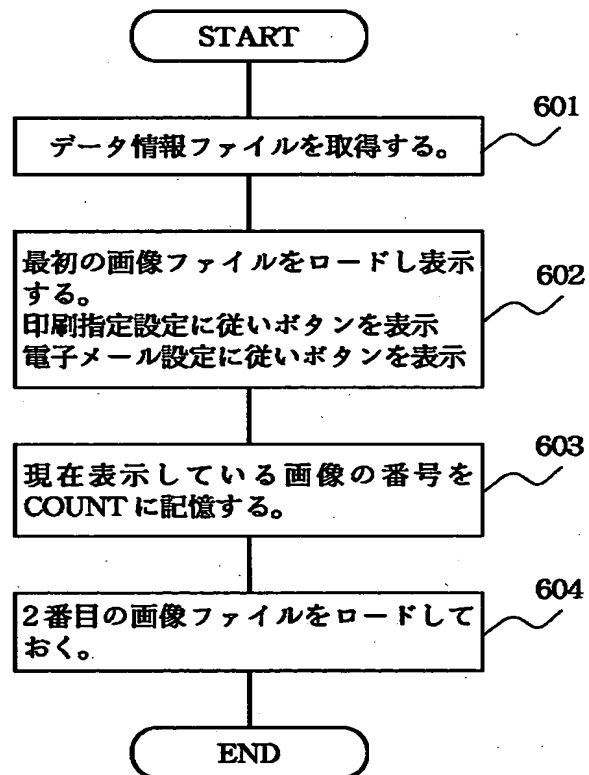 START
601
データ情報ファイルを取得する。
602
最初の画像ファイルをロードし表示
する。
印刷指定設定に従いボタンを表示
電子メール設定に従いボタンを表示
603
現在表示している画像の番号を
COUNTに記憶する。
604
2番目の画像ファイルをロードして
おく。
END